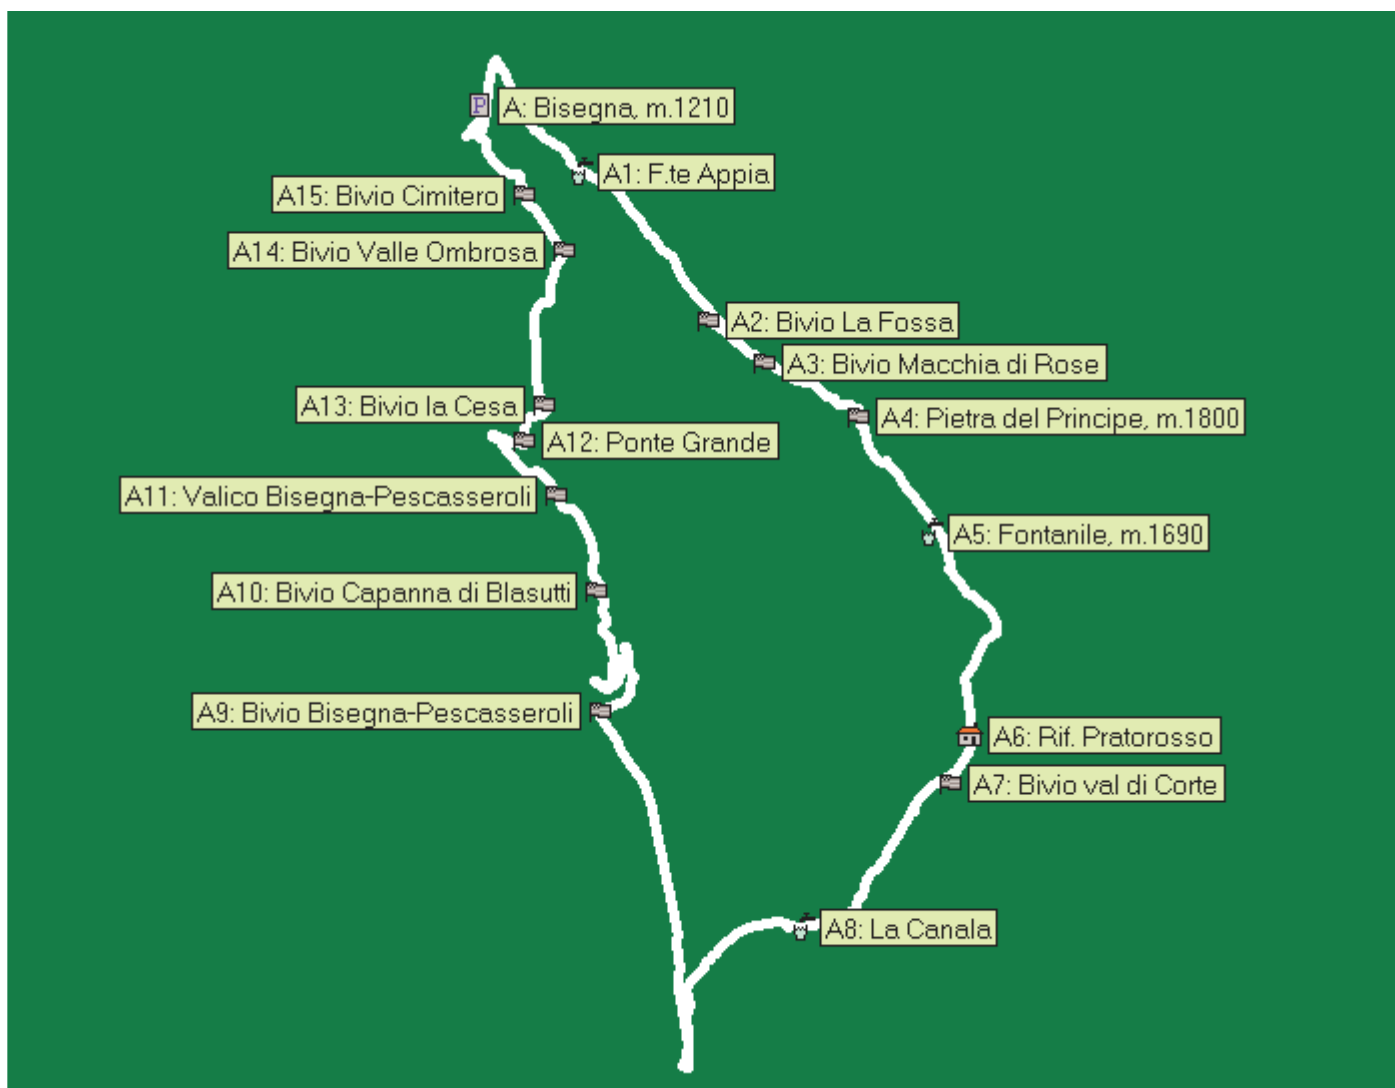 P
A: Bisegna, m.1210
A1: F.te Appia
A15: Bivio Cimitero
A14: Bivio Valle Ombrosa
A2: Bivio La Fossa
A3: Bivio Macchia di Rose
A13: Bivio la Cesa
A4: Pietra del Principe, m.1800
A12: Ponte Grande
A11: Valico Bisegna-Pescasseroli
A5: Fontanile, m.1690
A10: Bivio Capanna di Blasutti
A9: Bivio Bisegna-Pescasseroli
A6: Rif. Pratorosso
A7: Bivio val di Corte
A8: La Canala